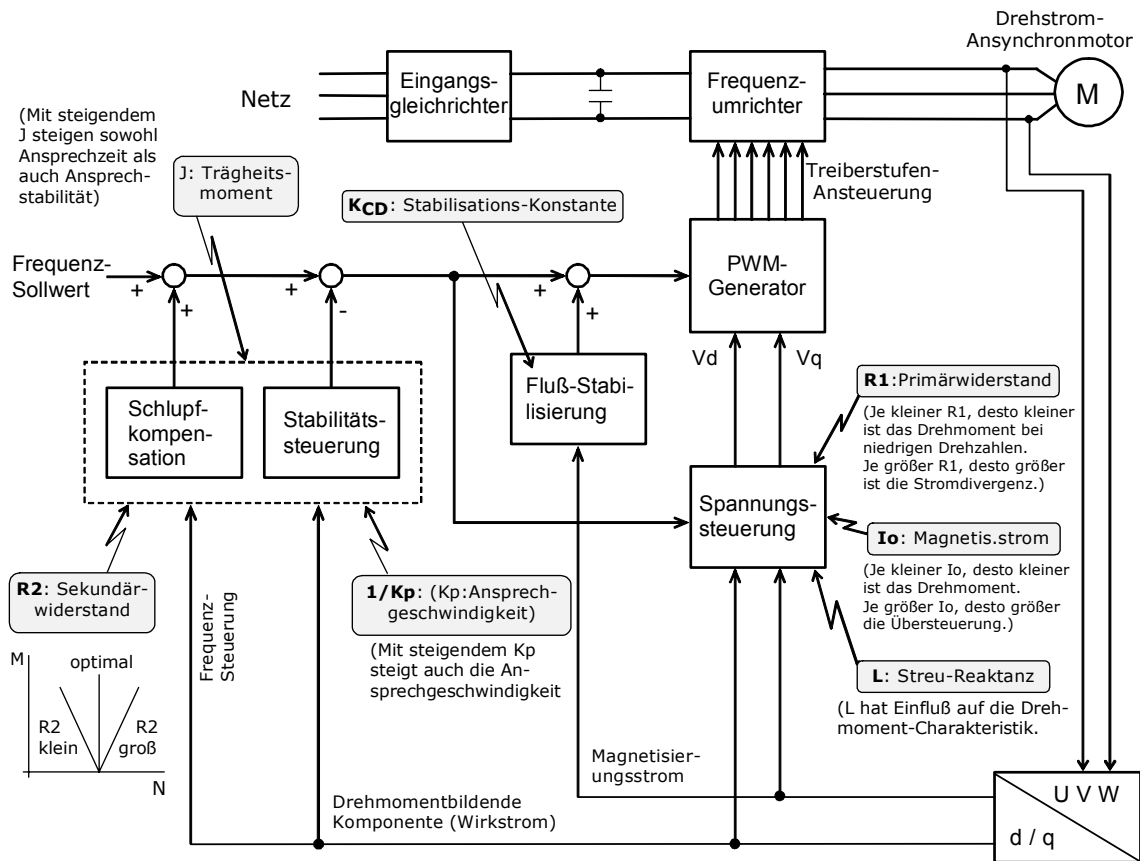 Drehstrom-
Ansynchronmotor
Netz
Eingangs-
gleichrichter
Frequenz-
umrichter
M
(Mit steigendem
J steigen sowohl
Ansprechzeit als
auch Ansprech-
stabilität)
J: Trägheits-
moment
KCD: Stabilisations-Konstante
Treiberstufen-
Ansteuerung
Frequenz-
Sollwert
+
+
+
-
+
+
PWM-
Generator
Vd
Vq
Schlupf-
kompen-
sation
Stabilitäts-
steuerung
Fluß-Stabi-
lisierung
R1:Primärwiderstand
(Je kleiner R1, desto kleiner
ist das Drehmoment bei
niedrigen Drehzahlen.
Je größer R1, desto größer
ist die Stromdivergenz.)
Spannungs-
steuerung
Io: Magnetis.strom
(Je kleiner Io, desto kleiner
ist das Drehmoment.
Je größer Io, desto größer
die Übersteuerung.)
R2: Sekundär-
widerstand
Frequenz-
Steuerung
1/Kp: (Kp:Ansprech-
geschwindigkeit)
(Mit steigendem Kp
steigt auch die An-
sprechgeschwindigkeit
L: Streu-Reaktanz
(L hat Einfluß auf die Dreh-
moment-Charakteristik.
M
optimal
R2
klein
R2
groß
N
Magnetisier-
ungsstrom
Drehmomentbildende
Komponente (Wirkstrom)
U V W
d / q